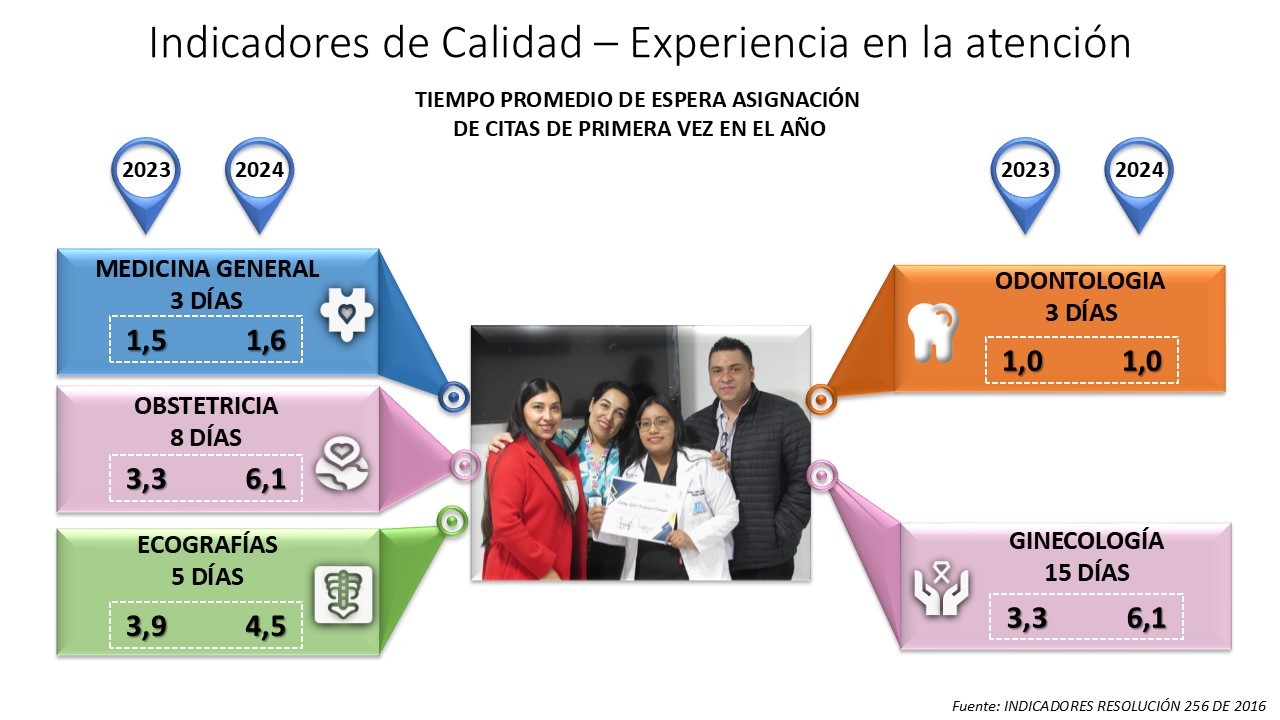 Indicadores de Calidad – Experiencia en la atención
TIEMPO PROMEDIO DE ESPERA ASIGNACIÓN
DE CITAS DE PRIMERA VEZ EN EL AÑO
2023 2024
MEDICINA GENERAL
3 DÍAS
1,5 1,6
OBSTETRICIA
8 DÍAS
3,3 6,1
ECOGRAFÍAS
5 DÍAS
3,9 4,5
2023 2024
ODONTOLOGIA
3 DÍAS
1,0 1,0
GINECOLOGÍA
15 DÍAS
3,3 6,1
Fuente: INDICADORES RESOLUCIÓN 256 DE 2016